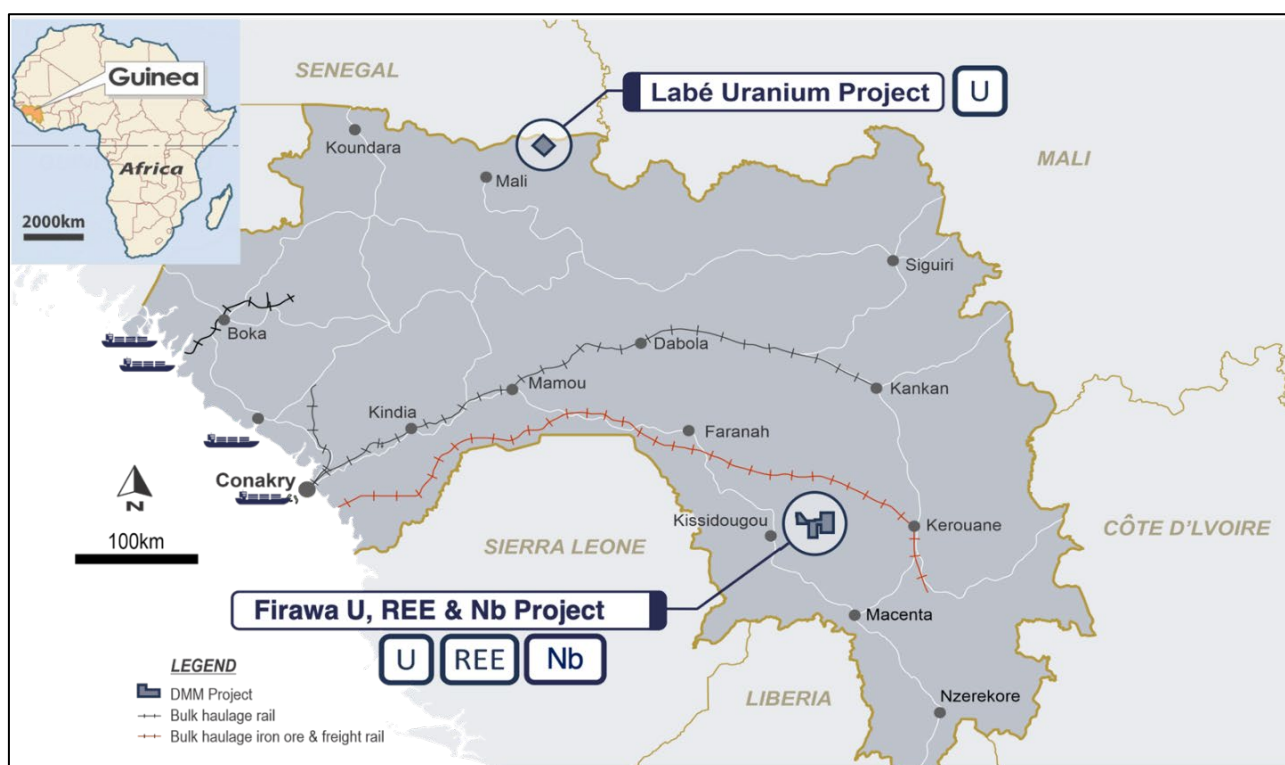 Guinea
Africa
2000km
SENEGAL
Labé Uranium Project
U
MALI
Koundara
Mali
Siguiri
Boka
Dabola
Mamou
Kankan
Kindia
Faranah
Conakry
N
100km
Kissidougou
Kerouane
SIERRA LEONE
CÔTE D'LVOIRE
Firawa U, REE & Nb Project
U
REE
Nb
Macenta
LIBERIA
Nzerekore
LEGEND
DMM Project
Bulk haulage rail
Bulk haulage iron ore & freight rail